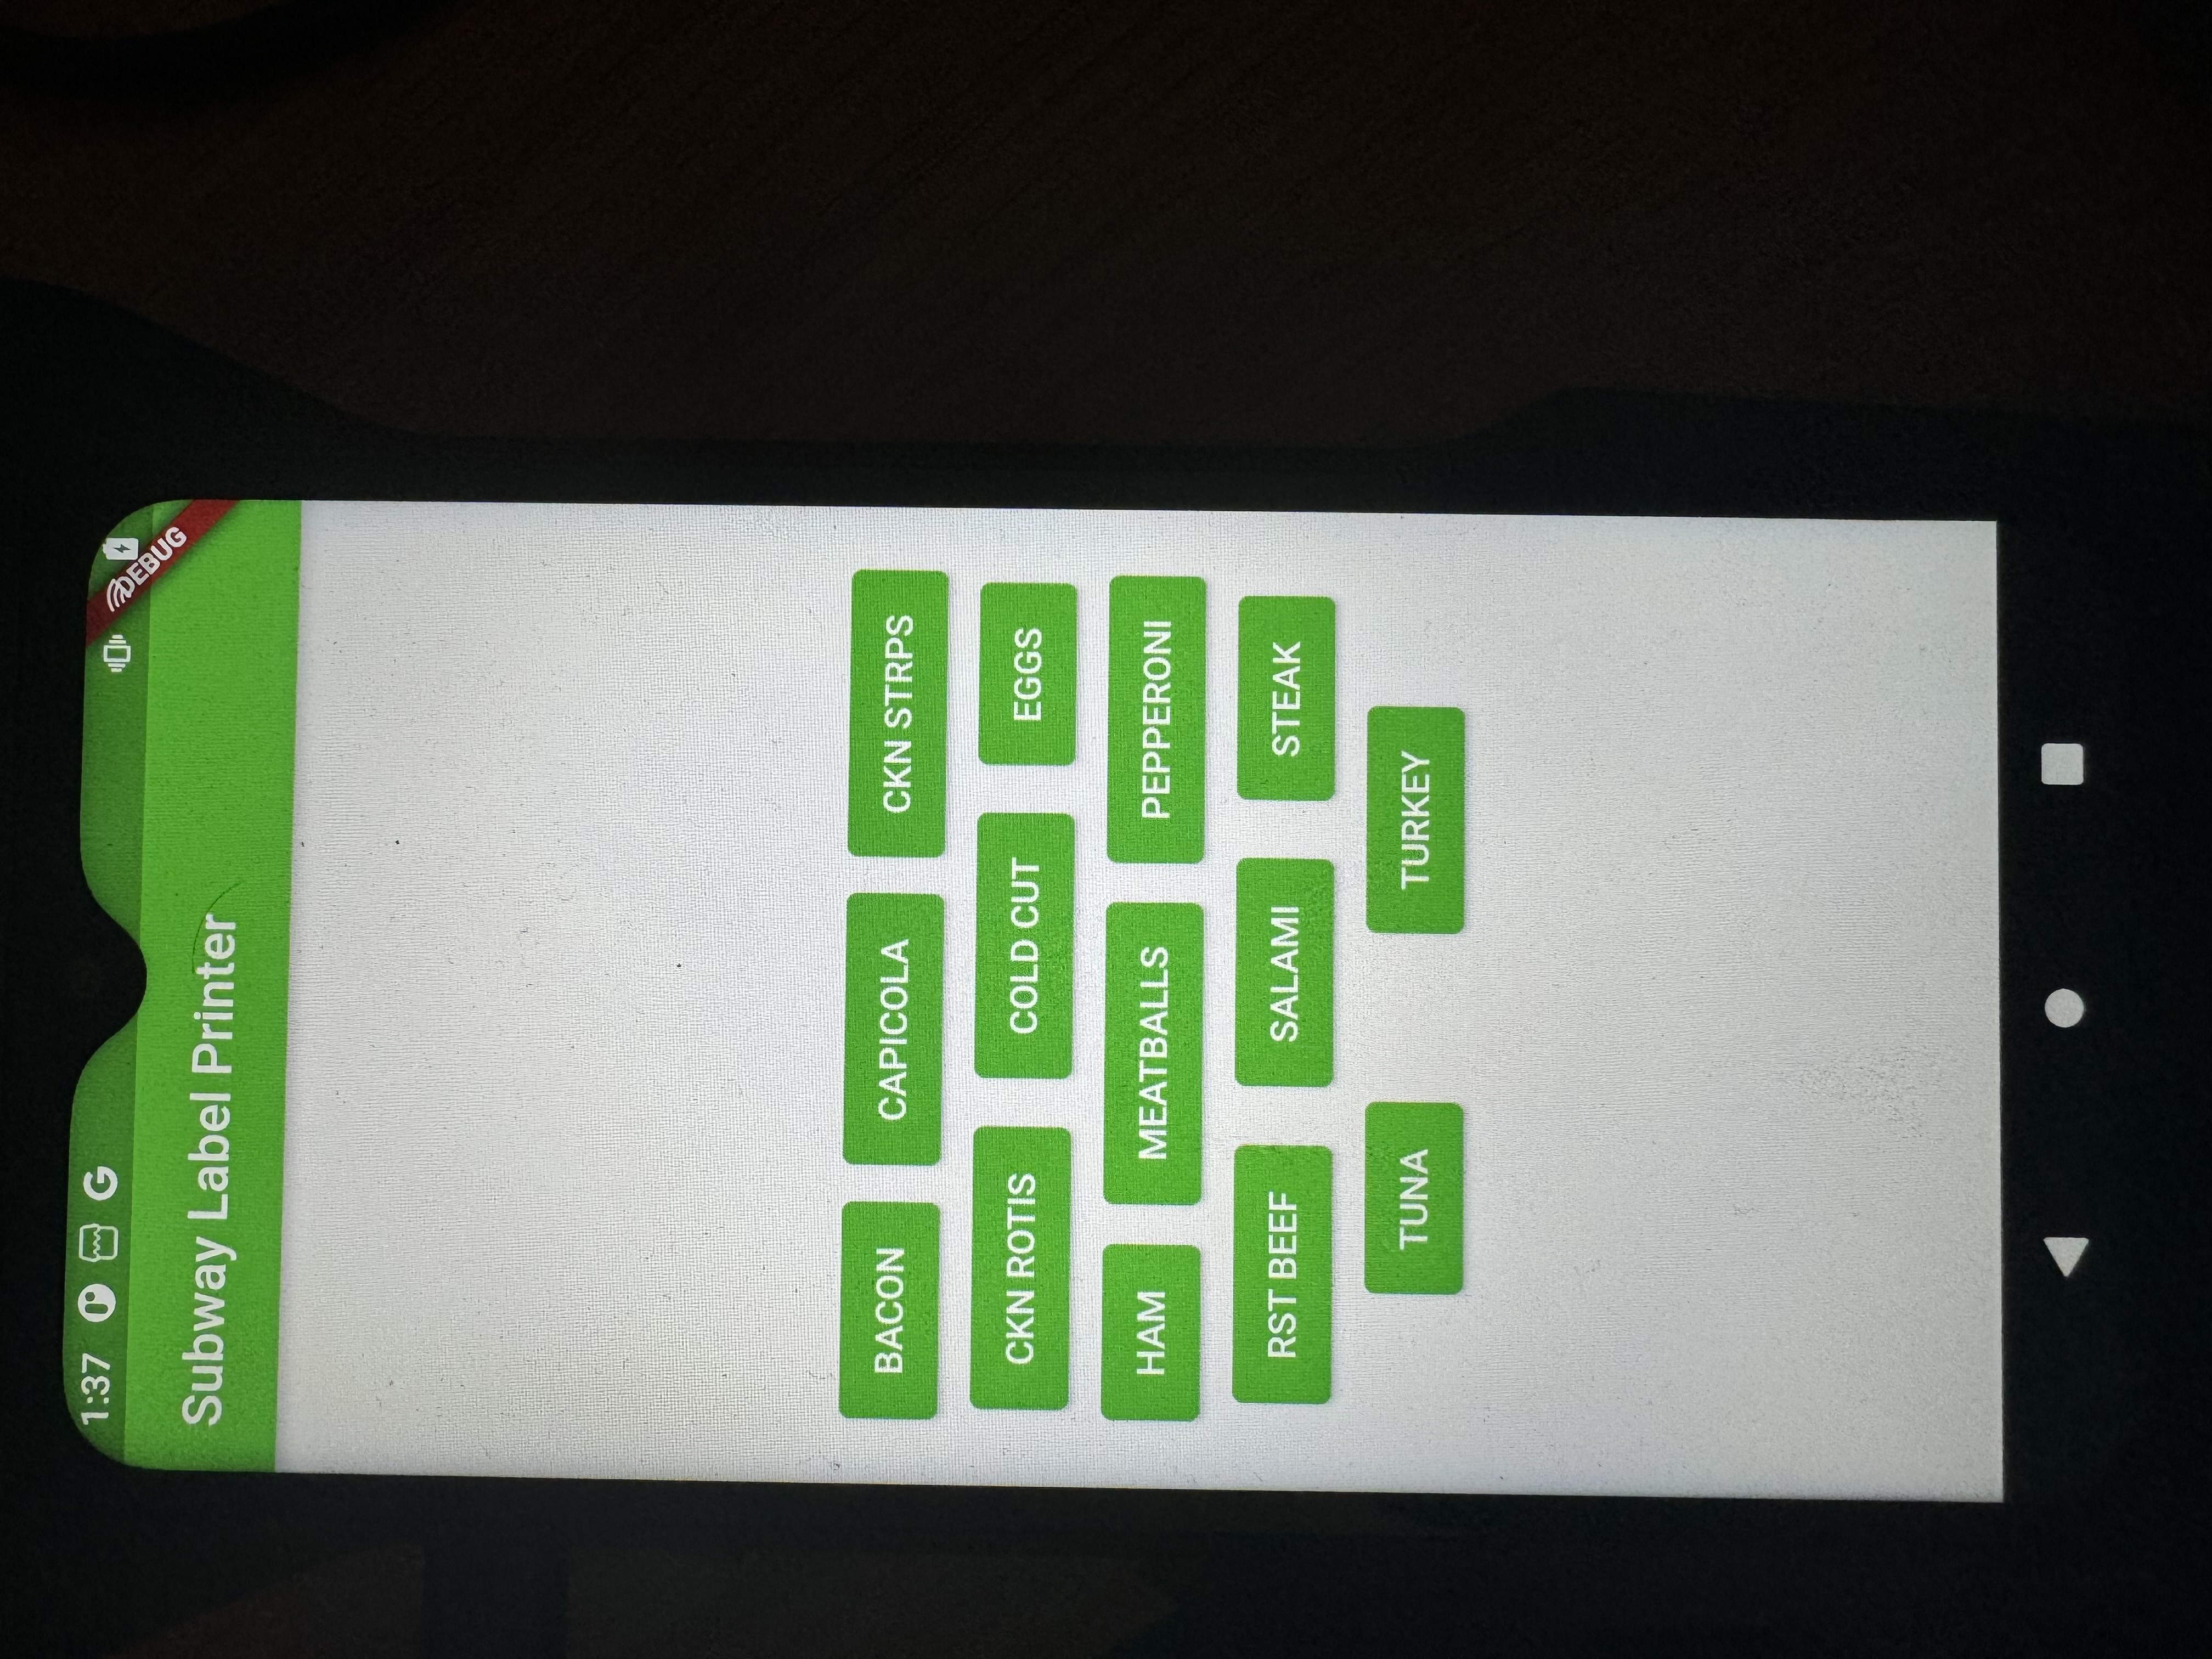 1:37
DEBUG
Subway Label Printer
BACON CAPICOLA CKN STRPS
CKN ROTIS COLD CUT EGGS
HAM MEATBALLS PEPPERONI
RST BEEF SALAMI STEAK
TUNA TURKEY